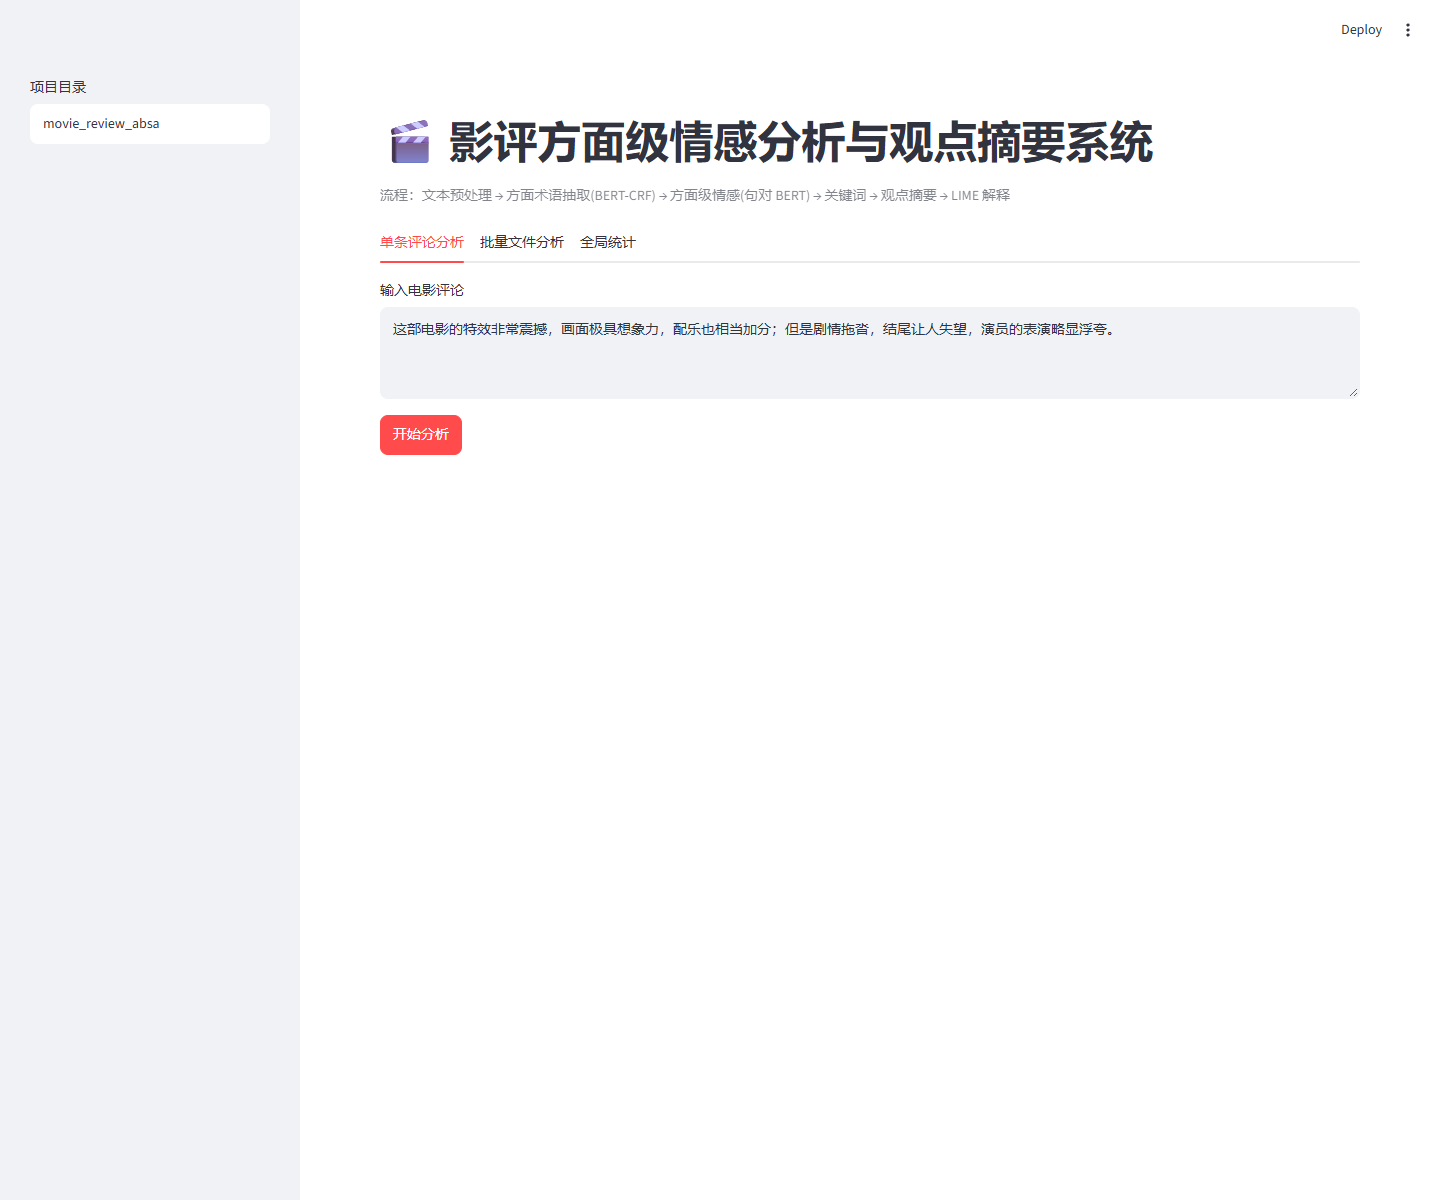 Deploy
项目目录
movie_review_absa
影评方面级情感分析与观点摘要系统
流程：文本预处理 → 方面术语抽取(BERT-CRF) → 方面级情感(句对 BERT) → 关键词 → 观点摘要 → LIME 解释
单条评论分析 批量文件分析 全局统计
输入电影评论
这部电影的特效非常震撼，画面极具想象力，配乐也相当加分；但是剧情拖沓，结尾让人失望，演员的表演略显浮夸。
开始分析